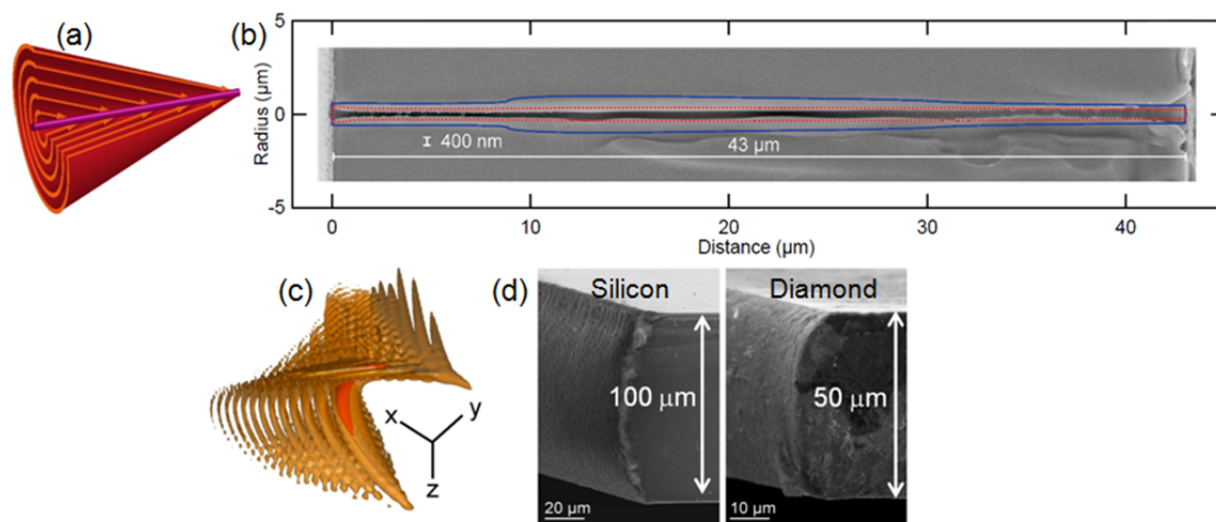 (a)
(b)
5
0
-5
Radius (µm)
400 nm
43 µm
0
10
20
30
40
Distance (µm)
(c)
x
y
z
(d)
Silicon
100 µm
20 µm
Diamond
50 µm
10 µm